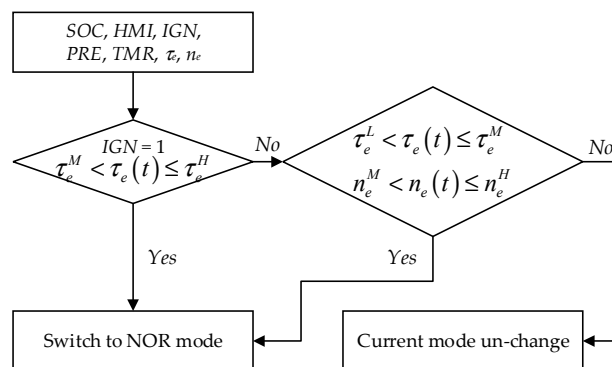 SOC, HMI, IGN,
PRE, TMR, τₑ, nₑ
IGN = 1
τₑᴹ < τₑ(t) ≤ τₑᴴ
No
τₑᴸ < τₑ(t) ≤ τₑᴹ
nₑᴹ < nₑ(t) ≤ nₑᴴ
No
Yes
Yes
Switch to NOR mode
Current mode un-change